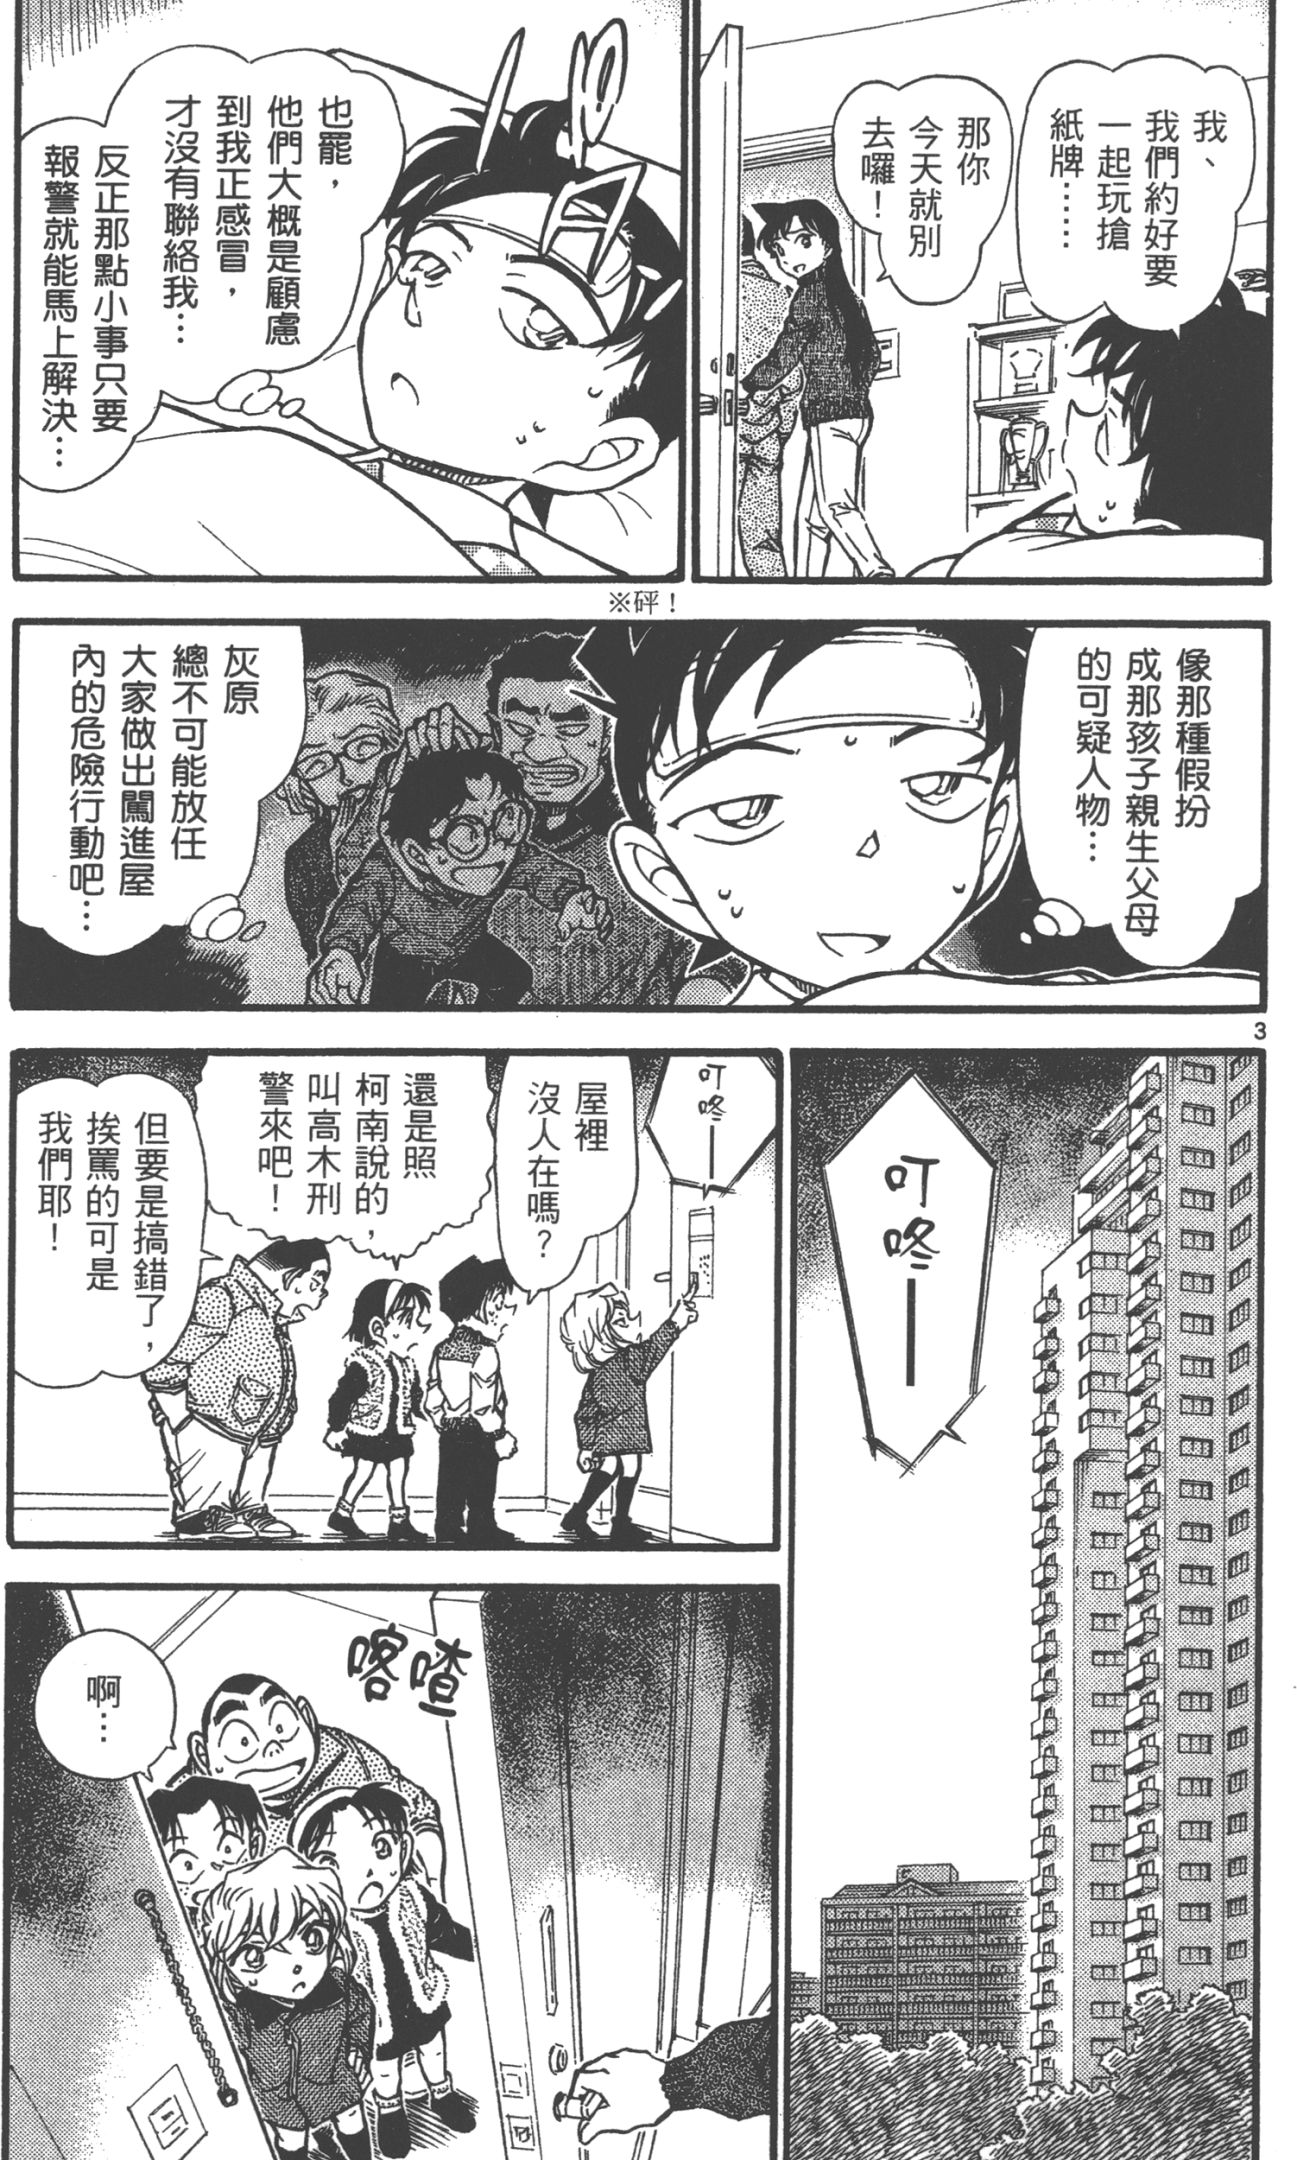 我、
我們約好要
一起玩搶
紙牌……
那你
今天就別
去囉！
也罷，
他們大概是顧慮
到我正感冒，
才沒有聯絡我…
反正那點小事只要
報警就能馬上解決…
※砰！
像那種假扮
成那孩子親生父母
的可疑人物…
灰原
總不可能放任
大家做出闖進屋
內的危險行動吧…
3
叮咚──
叮咚──
屋裡
沒人在嗎？
還是照
柯南說的，
叫高木刑
警來吧！
但要是搞錯了，
挨罵的可是
我們耶！
喀喳
啊…